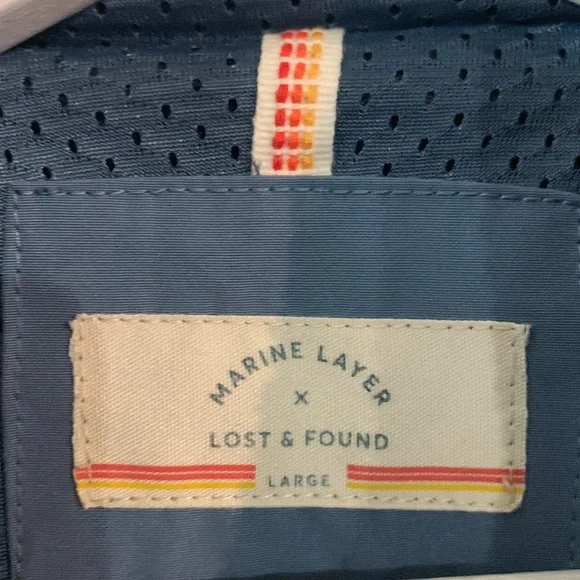 MARINE LAYER
X
LOST & FOUND
LARGE